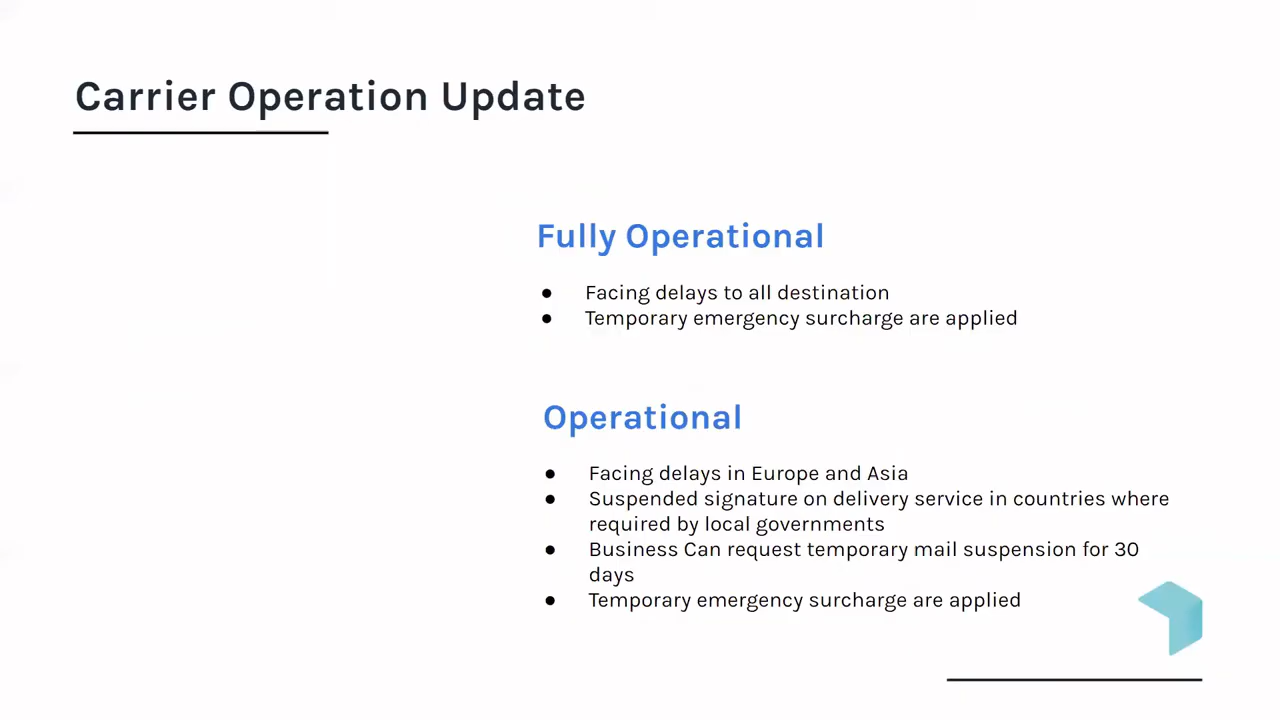 Carrier Operation Update
Fully Operational
● Facing delays to all destination
● Temporary emergency surcharge are applied
Operational
● Facing delays in Europe and Asia
● Suspended signature on delivery service in countries where
required by local governments
● Business Can request temporary mail suspension for 30
days
● Temporary emergency surcharge are applied